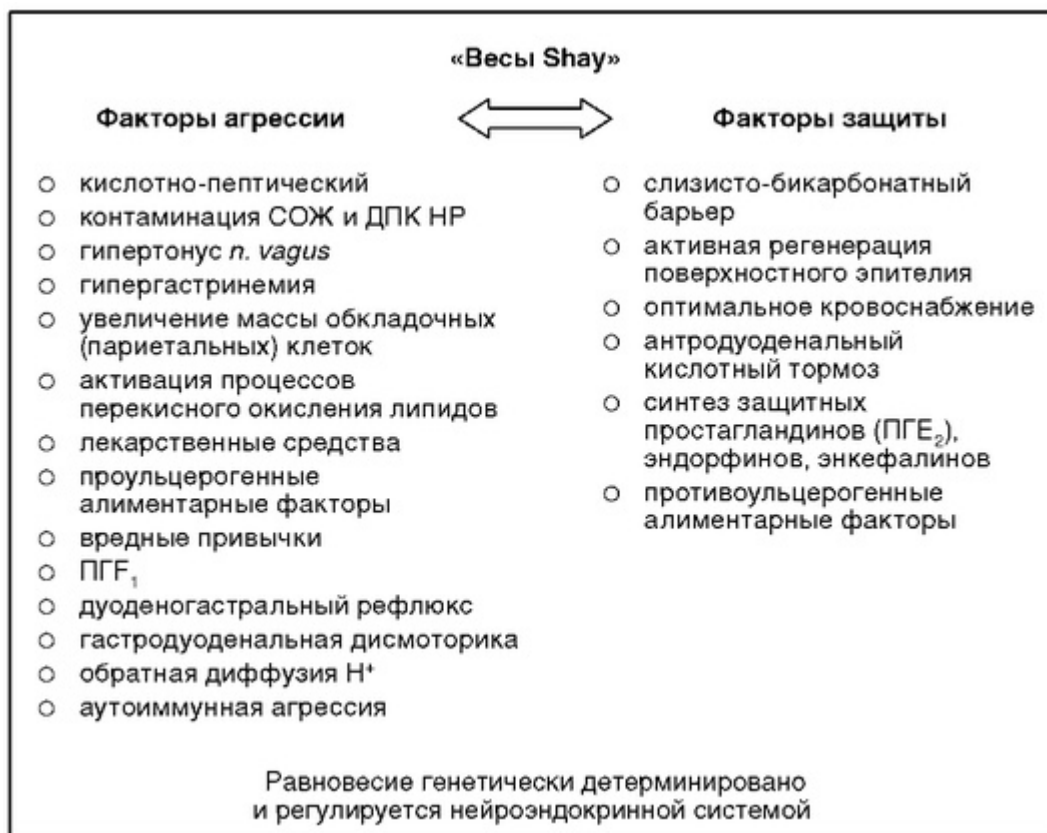 «Весы Shay»
Факторы агрессии
кислотно-пептический
контаминация СОЖ и ДПК НР
гипертонус n. vagus
гипергастринемия
увеличение массы обкладочных
(париетальных) клеток
активация процессов
перекисного окисления липидов
лекарственные средства
проульцерогенные
алиментарные факторы
вредные привычки
ПГF₁
дуоденогастральный рефлюкс
гастродуоденальная дисмоторика
обратная диффузия Н⁺
аутоиммунная агрессия
Факторы защиты
слизисто-бикарбонатный
барьер
активная регенерация
поверхностного эпителия
оптимальное кровоснабжение
антродуоденальный
кислотный тормоз
синтез защитных
простагландинов (ПГЕ₂),
эндорфинов, энкефалинов
противоульцерогенные
алиментарные факторы
Равновесие генетически детерминировано
и регулируется нейроэндокринной системой